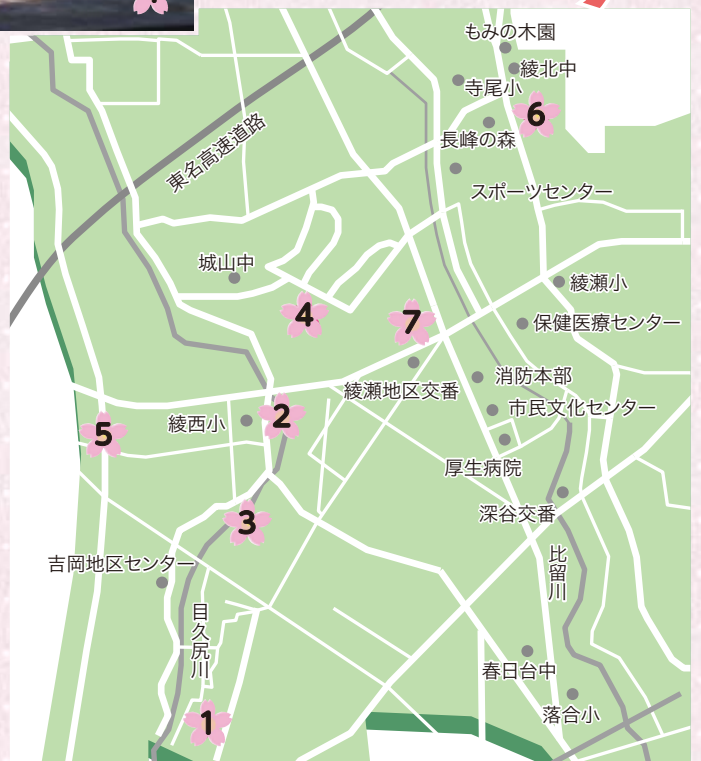 もみの木園
綾北中
寺尾小
6
長峰の森
東名高速道路
スポーツセンター
城山中
綾瀬小
4
7
保健医療センター
綾瀬地区交番
消防本部
市民文化センター
綾西小
2
5
厚生病院
深谷交番
3
吉岡地区センター
比留川
目久尻川
春日台中
落合小
1